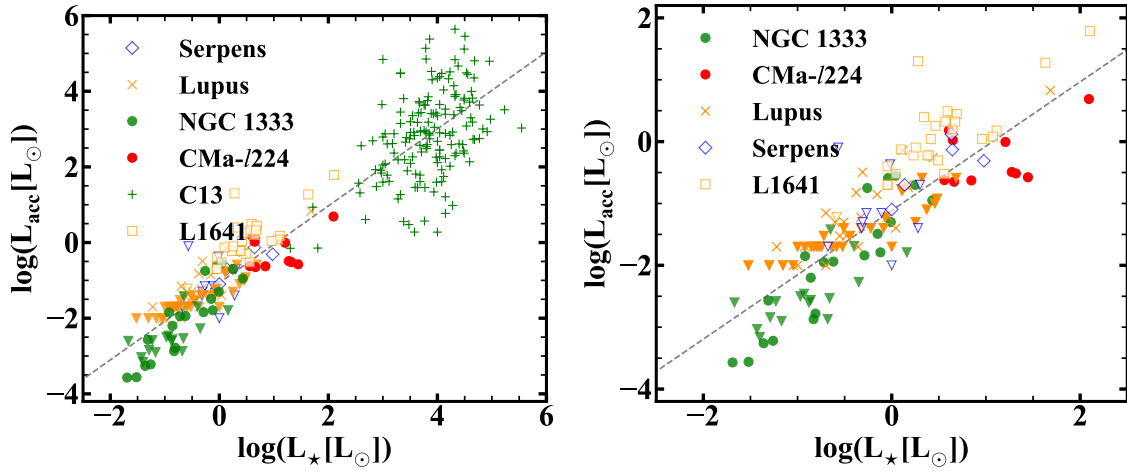 6
4
2
0
−2
−4
log(L_acc[L_⊙])
Serpens
Lupus
NGC 1333
CMa-l224
C13
L1641
−2
0
2
4
6
log(L_⋆[L_⊙])
2
0
−2
−4
log(L_acc[L_⊙])
NGC 1333
CMa-l224
Lupus
Serpens
L1641
−2
0
2
log(L_⋆[L_⊙])